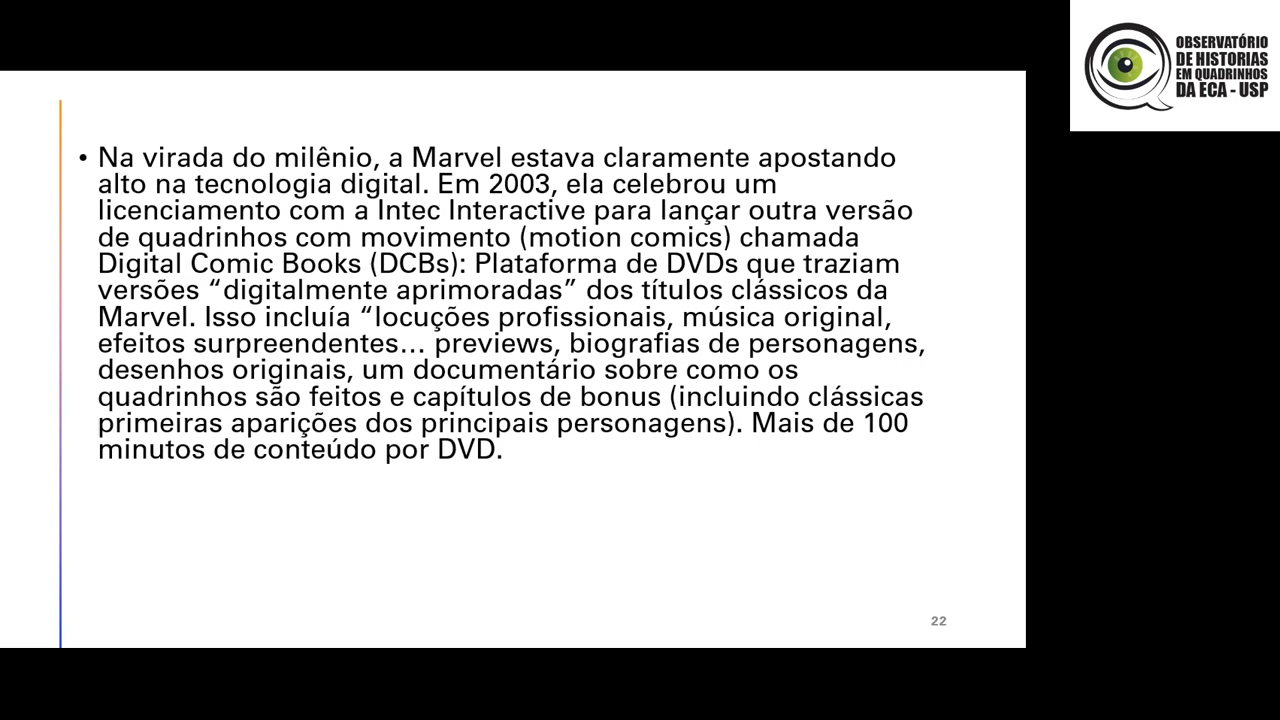 OBSERVATÓRIO
DE HISTORIAS
EM QUADRINHOS
DA ECA - USP
• Na virada do milênio, a Marvel estava claramente apostando
alto na tecnologia digital. Em 2003, ela celebrou um
licenciamento com a Intec Interactive para lançar outra versão
de quadrinhos com movimento (motion comics) chamada
Digital Comic Books (DCBs): Plataforma de DVDs que traziam
versões “digitalmente aprimoradas” dos títulos clássicos da
Marvel. Isso incluía “locuções profissionais, música original,
efeitos surpreendentes… previews, biografias de personagens,
desenhos originais, um documentário sobre como os
quadrinhos são feitos e capítulos de bonus (incluindo clássicas
primeiras aparições dos principais personagens). Mais de 100
minutos de conteúdo por DVD.
22